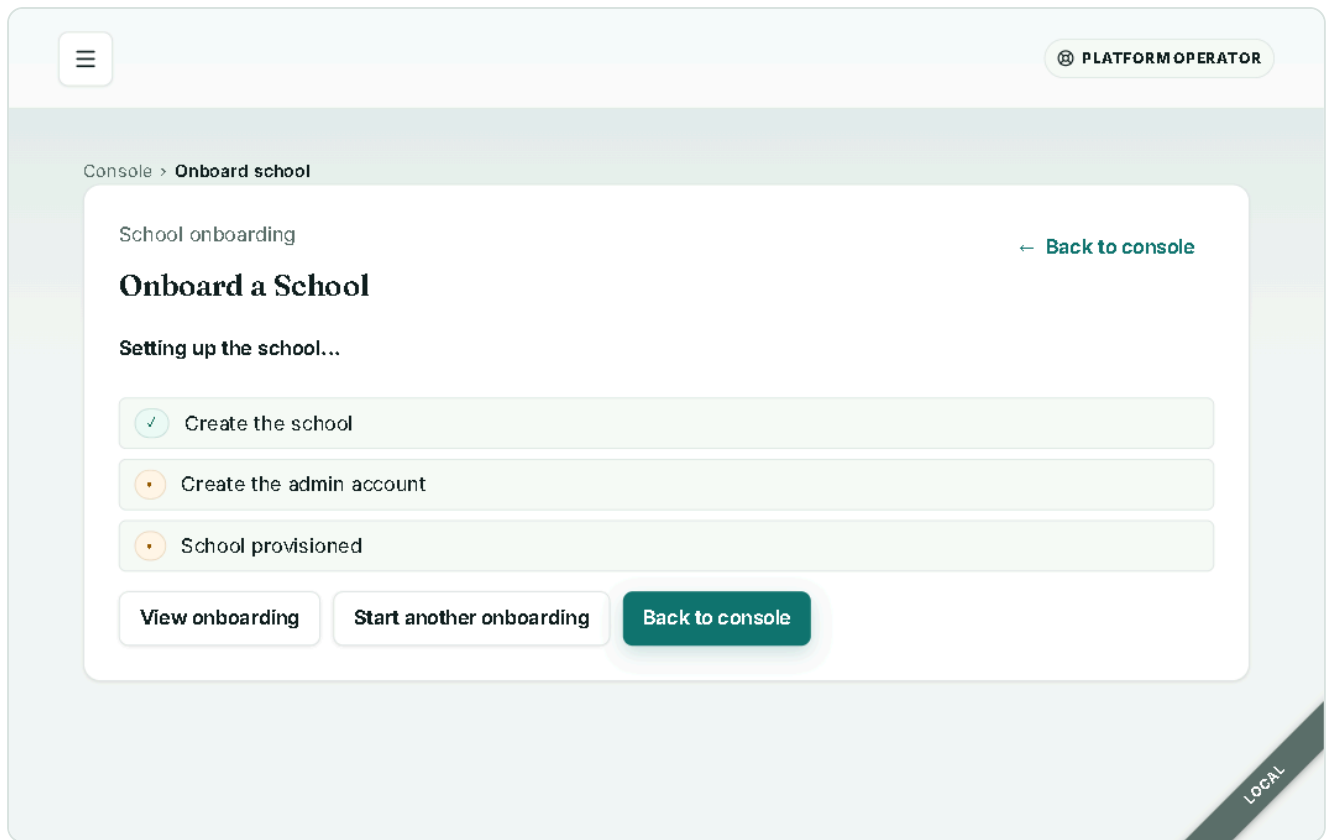 PLATFORM OPERATOR
Console › Onboard school
School onboarding
← Back to console
Onboard a School
Setting up the school...
✓ Create the school
• Create the admin account
• School provisioned
View onboarding
Start another onboarding
Back to console
LOCAL